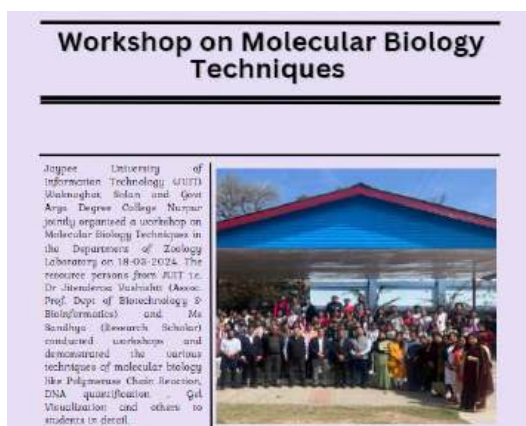 Workshop on Molecular Biology
Techniques
Jaypee University of
Information Technology (JUIT)
Waknaghat, Solan and Govt
Arya Degree College Nurpur
jointly organised a workshop on
Molecular Biology Techniques in
the Department of Zoology
Laboratory on 18-03-2024. The
resource persons from JUIT i.e.
Dr Jitenderaa Vashishtt (Assoc.
Prof. Dept of Biotechnology &
Bioinformatics) and Ms
Sandhya (Research Scholar)
conducted workshops and
demonstrated the various
techniques of molecular biology
like Polymerase Chain Reaction,
DNA quantification , Gel
Visualization and others to
students in detail.